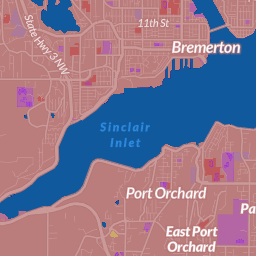 11th St
State Hwy 3 NW
Bremerton
Sinclair
Inlet
Port Orchard
East Port
Orchard